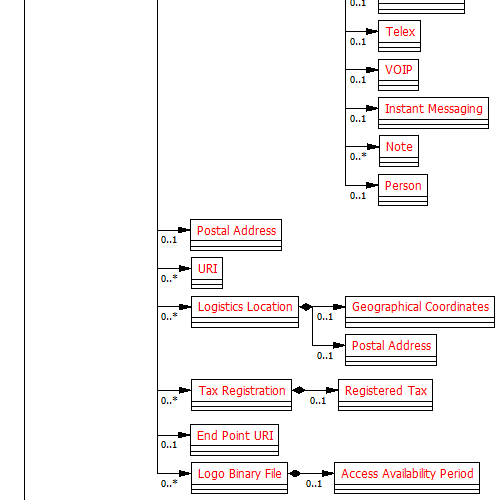 0..1
Telex
0..1
VOIP
0..1
Instant Messaging
0..1
Note
0..*
Person
0..1
Postal Address
0..1
URI
0..*
Logistics Location
0..*
Geographical Coordinates
0..1
Postal Address
0..1
Tax Registration
0..*
Registered Tax
0..1
End Point URI
0..1
Logo Binary File
0..*
Access Availability Period
0..1